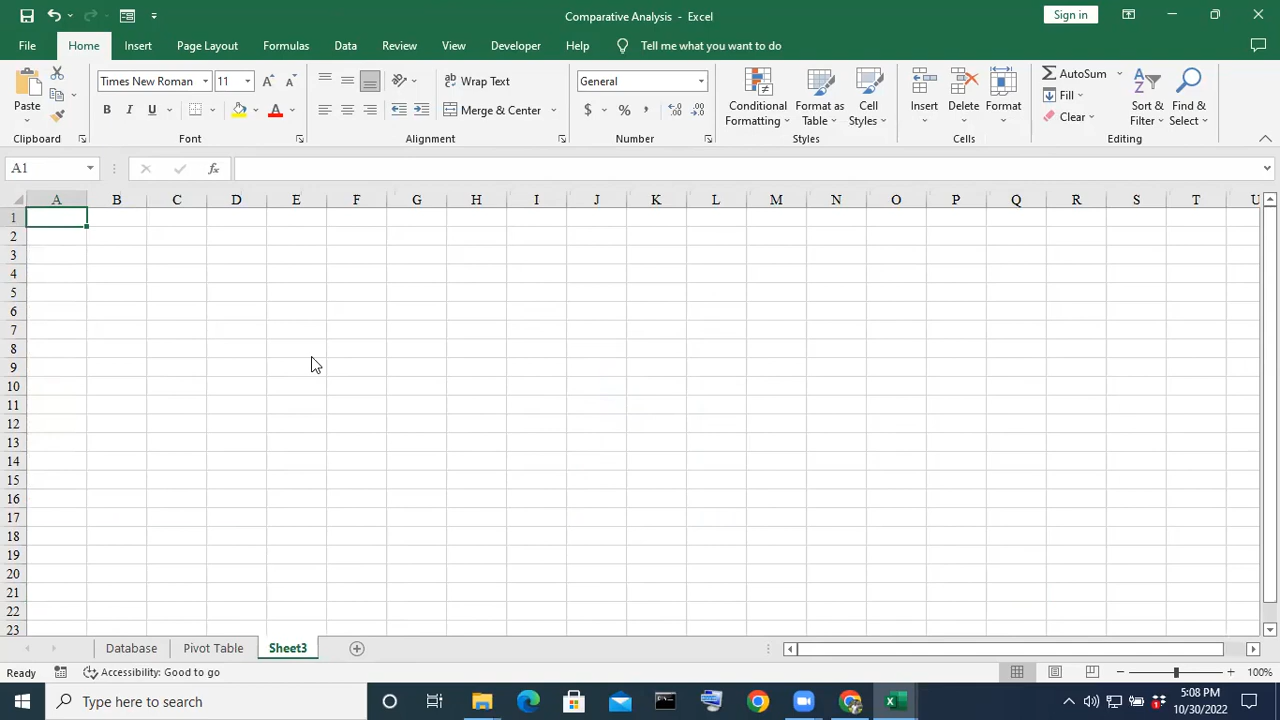 Comparative Analysis - Excel
Sign in
File Home Insert Page Layout Formulas Data Review View Developer Help Tell me what you want to do
Paste
Clipboard
Times New Roman 11
B I U
A
Font
ab Wrap Text
Merge & Center
Alignment
General
$ % ,
Number
Conditional Formatting
Format as Table
Cell Styles
Styles
Insert Delete Format
Cells
AutoSum
Fill
Clear
Sort & Filter
Find & Select
Editing
A1
fx
A B C D E F G H I J K L M N O P Q R S T U
1
2
3
4
5
6
7
8
9
10
11
12
13
14
15
16
17
18
19
20
21
22
23
Database Pivot Table Sheet3
Ready Accessibility: Good to go 100%
Type here to search
5:08 PM
10/30/2022